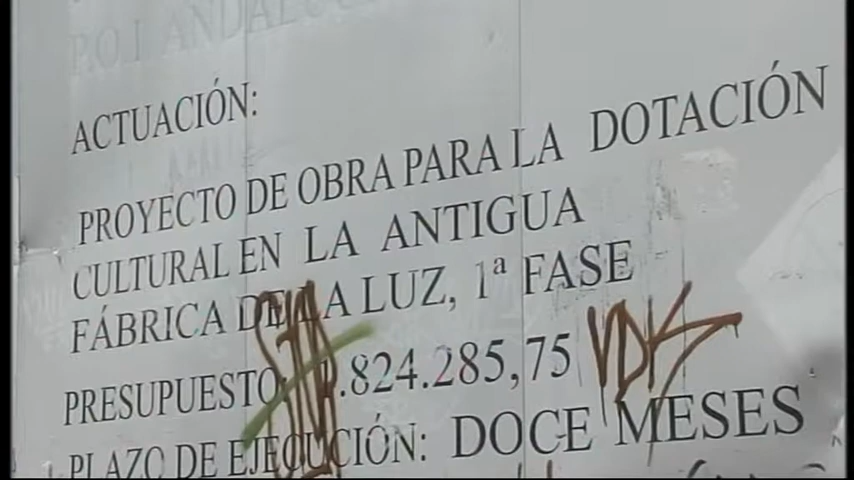 P.O.I ANDALUC
ACTUACIÓN:
PROYECTO DE OBRA PARA LA DOTACIÓN
CULTURAL EN LA ANTIGUA
FÁBRICA DE LA LUZ, 1ª FASE
PRESUPUESTO: .824.285,75
PLAZO DE EJECUCIÓN: DOCE MESES